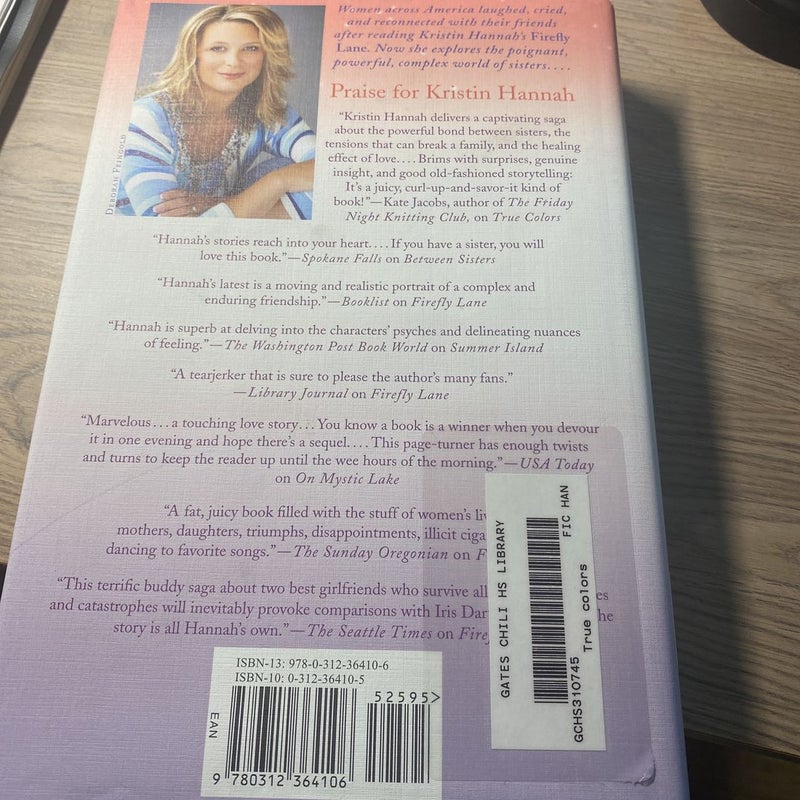 Women across America laughed, cried,
and reconnected with their friends
after reading Kristin Hannah's Firefly
Lane. Now she explores the poignant,
powerful, complex world of sisters. . . .
Praise for Kristin Hannah
DEBORAH FEINGOLD
“Kristin Hannah delivers a captivating saga
about the powerful bond between sisters, the
tensions that can break a family, and the healing
effect of love. . . . Brims with surprises, genuine
insight, and good old-fashioned storytelling:
It's a juicy, curl-up-and-savor-it kind of
book!”—Kate Jacobs, author of The Friday
Night Knitting Club, on True Colors
“Hannah's stories reach into your heart. . . . If you have a sister, you will
love this book.”—Spokane Falls on Between Sisters
“Hannah's latest is a moving and realistic portrait of a complex and
enduring friendship.”—Booklist on Firefly Lane
“Hannah is superb at delving into the characters' psyches and delineating nuances
of feeling.”—The Washington Post Book World on Summer Island
“A tearjerker that is sure to please the author's many fans.”
—Library Journal on Firefly Lane
“Marvelous . . . a touching love story . . . You know a book is a winner when you devour
it in one evening and hope there's a sequel. . . . This page-turner has enough twists
and turns to keep the reader up until the wee hours of the morning.”—USA Today
on On Mystic Lake
“A fat, juicy book filled with the stuff of women's
mothers, daughters, triumphs, disappointments, illicit
dancing to favorite songs.”—The Sunday Oregonian on
“This terrific buddy saga about two best girlfriends who survive all
and catastrophes will inevitably provoke comparisons with Iris
story is all Hannah's own.”—The Seattle Times on
GATES CHILI HS LIBRARY
FIC HAN
GCHS310745 True colors
ISBN-13: 978-0-312-36410-6
ISBN-10: 0-312-36410-5
52595>
EAN
9 780312 364106